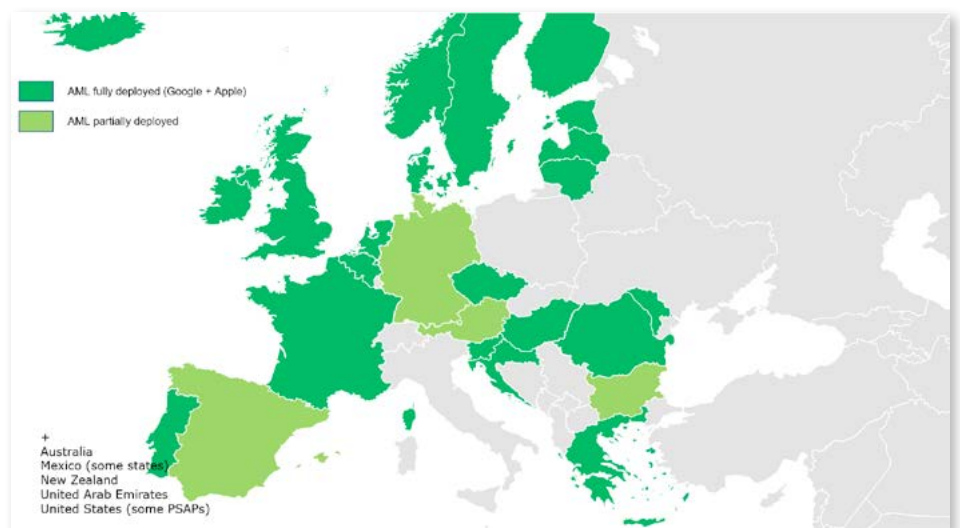 AML fully deployed (Google + Apple)
AML partially deployed
+
Australia
Mexico (some states)
New Zealand
United Arab Emirates
United States (some PSAPs)